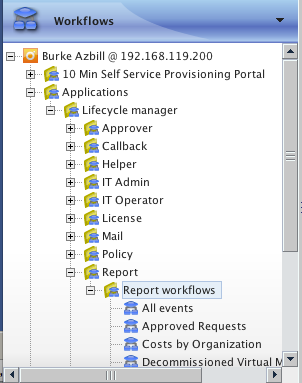 Workflows
Burke Azbill @ 192.168.119.200
10 Min Self Service Provisioning Portal
Applications
Lifecycle manager
Approver
Callback
Helper
IT Admin
IT Operator
License
Mail
Policy
Report
Report workflows
All events
Approved Requests
Costs by Organization
Decommissioned Virtual M